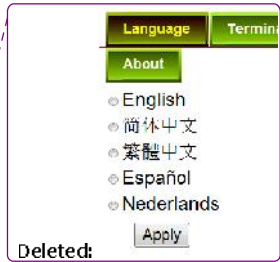 Language Termina
About
English
简体中文
繁體中文
Español
Nederlands
Apply
Deleted: